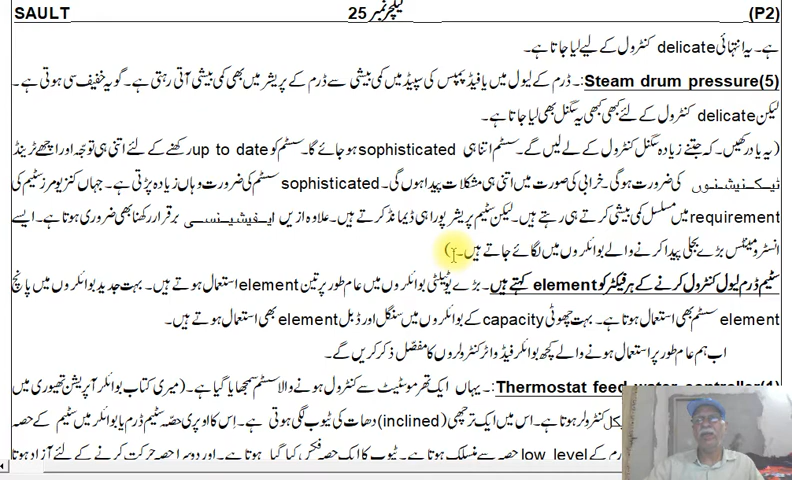 SAULT لیکچر نمبر 25 (P2)
ہے۔ یہ انتہائی delicate کنٹرول کے لیے لیا جاتا ہے۔
(5) Steam drum pressure:۔ ڈرم کے لیول میں یا فیڈ پمپس کی سپیڈ میں کمی بیشی سے ڈرم کے پریشر میں بھی کمی بیشی آتی رہتی ہے۔ گو یہ خفیف سی ہوتی ہے۔
لیکن delicate کنٹرول کے لئے کبھی کبھی یہ سگنل بھی لیا جاتا ہے۔
(یہ یاد رکھیں۔ کہ جتنے زیادہ سگنل کنٹرول کے لے لیں گے۔ سسٹم اتنا ہی sophisticated ہو جائے گا۔ سسٹم کو up to date رکھنے کے لئے اتنی ہی توجہ اور اچھے ٹرینڈ
ٹیکنیشنوں کی ضرورت ہو گی۔ خرابی کی صورت میں اتنی ہی مشکلات پیدا ہوں گی۔ sophisticated سسٹم کی ضرورت وہاں زیادہ پڑتی ہے۔ جہاں کنزیومرز سٹیم کی
requirement میں مسلسل کمی بیشی کرتے ہی رہتے ہیں۔ لیکن سٹیم پریشر پورا ہی ڈیمانڈ کرتے ہیں۔ علاوہ ازیں ایفیشینسی برقرار رکھنا بھی ضروری ہوتا ہے۔ ایسے
انسٹرومینٹس بڑے بجلی پیدا کرنے والے بوائلروں میں لگائے جاتے ہیں۔)
سٹیم ڈرم لیول کنٹرول کرنے کے ہر فیکٹر کو element کہتے ہیں۔ بڑے یوٹیلٹی بوائلروں میں عام طور پر تین element استعمال ہوتے ہیں۔ بہت جدید بوائلروں میں پانچ
element سسٹم بھی استعمال ہوتا ہے۔ بہت چھوٹی capacity کے بوائلروں میں سنگل اور ڈبل element بھی استعمال ہوتے ہیں۔
اب ہم عام طور پر استعمال ہونے والے کچھ بوائلر فیڈ واٹر کنٹرولروں کا مفصّل ذکر کریں گے۔
(1) Thermostat feed water controller:۔ یہاں ایک تھرموسٹیٹ سے کنٹرول ہونے والا سسٹم سمجھایا گیا ہے۔ (میری کتاب بوائلر آپریشن تھیوری میں
کنٹرولر ہوتا ہے۔ اس میں ایک ترچھی (inclined) دھات کی ٹیوب لگی ہوتی ہے۔ اِس کا اوپری حصّہ سٹیم ڈرم یا بوائلر میں سٹیم کے حصہ
رم کے low level حصہ سے منسلک ہوتا ہے۔ ٹیوب کا ایک حصہ فکس کیا گیا ہوتا ہے۔ اور دوسرا حصہ حرکت کرنے کے لئے آزاد ہوتا